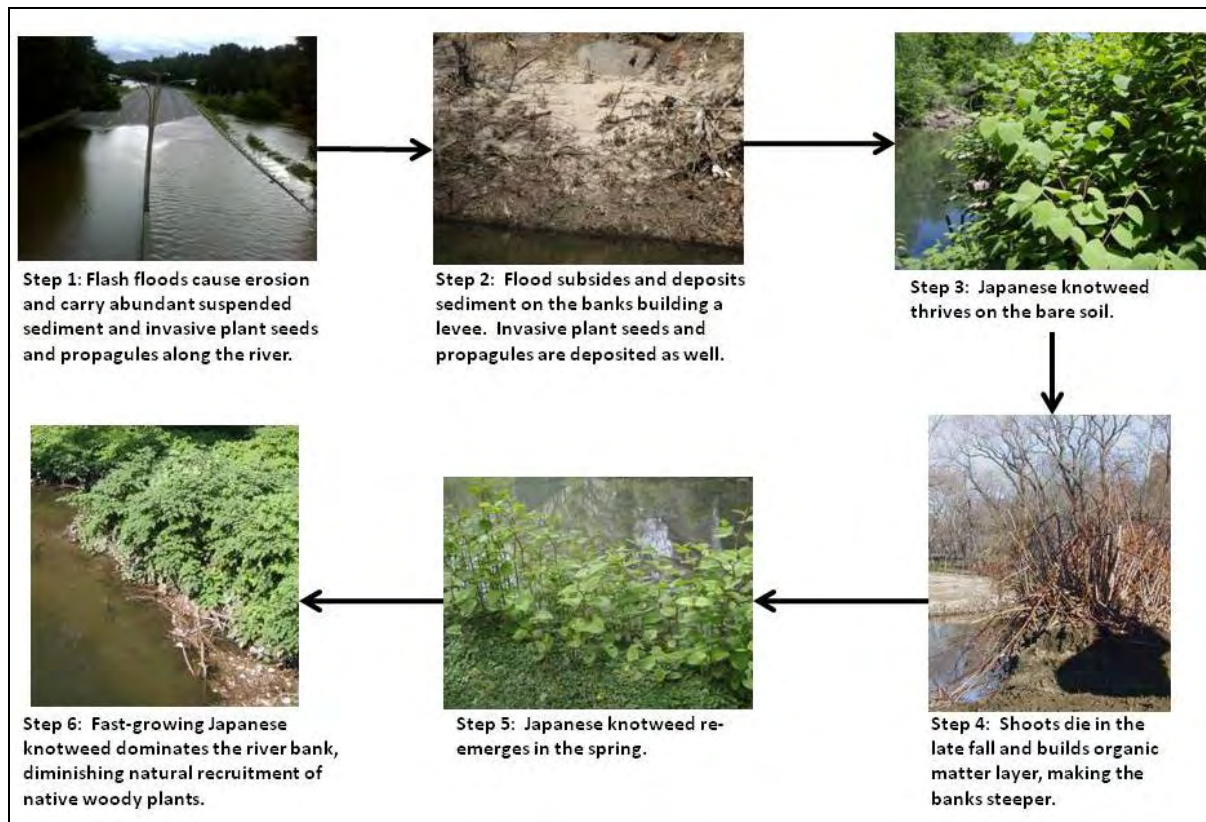 Step 1: Flash floods cause erosion
and carry abundant suspended
sediment and invasive plant seeds
and propagules along the river.
Step 2: Flood subsides and deposits
sediment on the banks building a
levee. Invasive plant seeds and
propagules are deposited as well.
Step 3: Japanese knotweed
thrives on the bare soil.
Step 4: Shoots die in the
late fall and builds organic
matter layer, making the
banks steeper.
Step 5: Japanese knotweed re-
emerges in the spring.
Step 6: Fast-growing Japanese
knotweed dominates the river bank,
diminishing natural recruitment of
native woody plants.